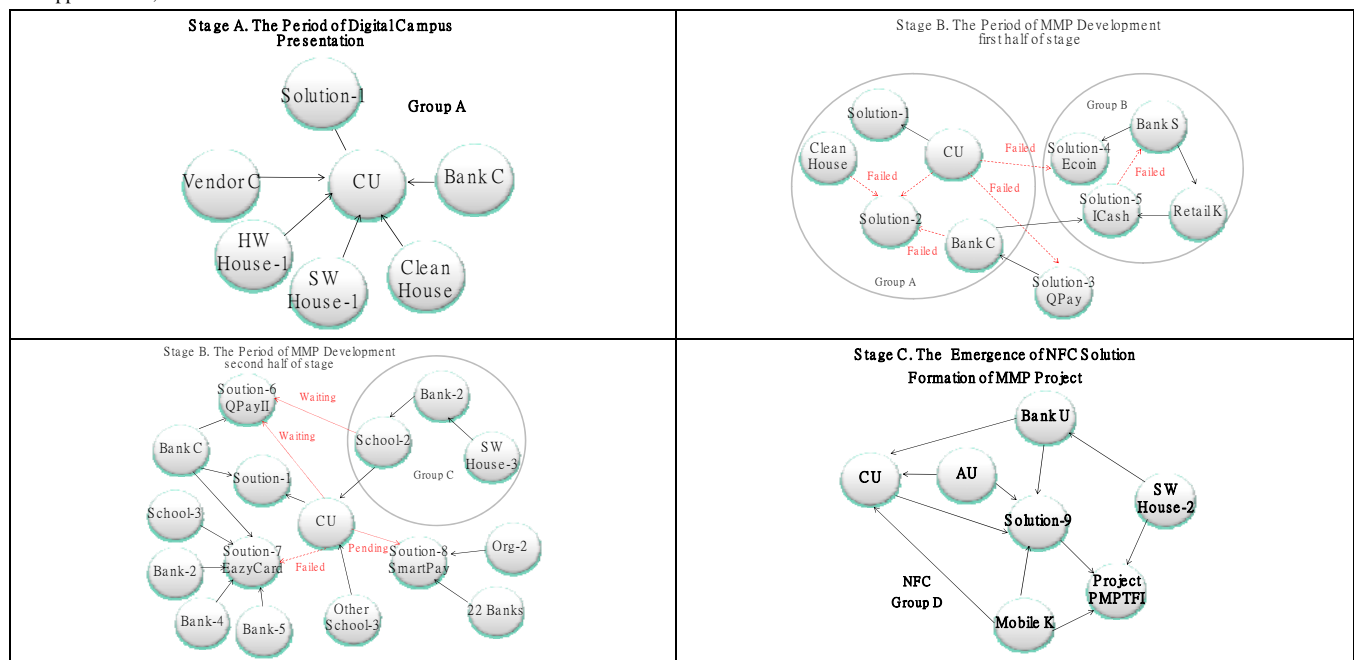 Stage A. The Period of Digital Campus
Presentation
Solution-1
Group A
Vendor C
CU
Bank C
HW
House-1
SW
House-1
Clean
House
Stage B. The Period of MMP Development
first half of stage
Group B
Solution-1
Bank S
Clean
House
CU
Failed
Solution-4
Ecoin
Failed
Failed
Failed
Solution-5
ICash
Retail K
Solution-2
Bank C
Failed
Group A
Solution-3
QPay
Stage B. The Period of MMP Development
second half of stage
Soution-6
QPayII
Waiting
Bank-2
Waiting
School-2
Bank C
SW
House-3
Group C
Soution-1
School-3
CU
Soution-7
EazyCard
Pending
Failed
Soution-8
SmartPay
Org-2
Bank-2
Bank-4
Bank-5
Other
School-3
22 Banks
Stage C. The Emergence of NFC Solution
Formation of MMP Project
Bank U
CU
AU
SW
House-2
Solution-9
NFC
Group D
Project
PMPTFI
Mobile K